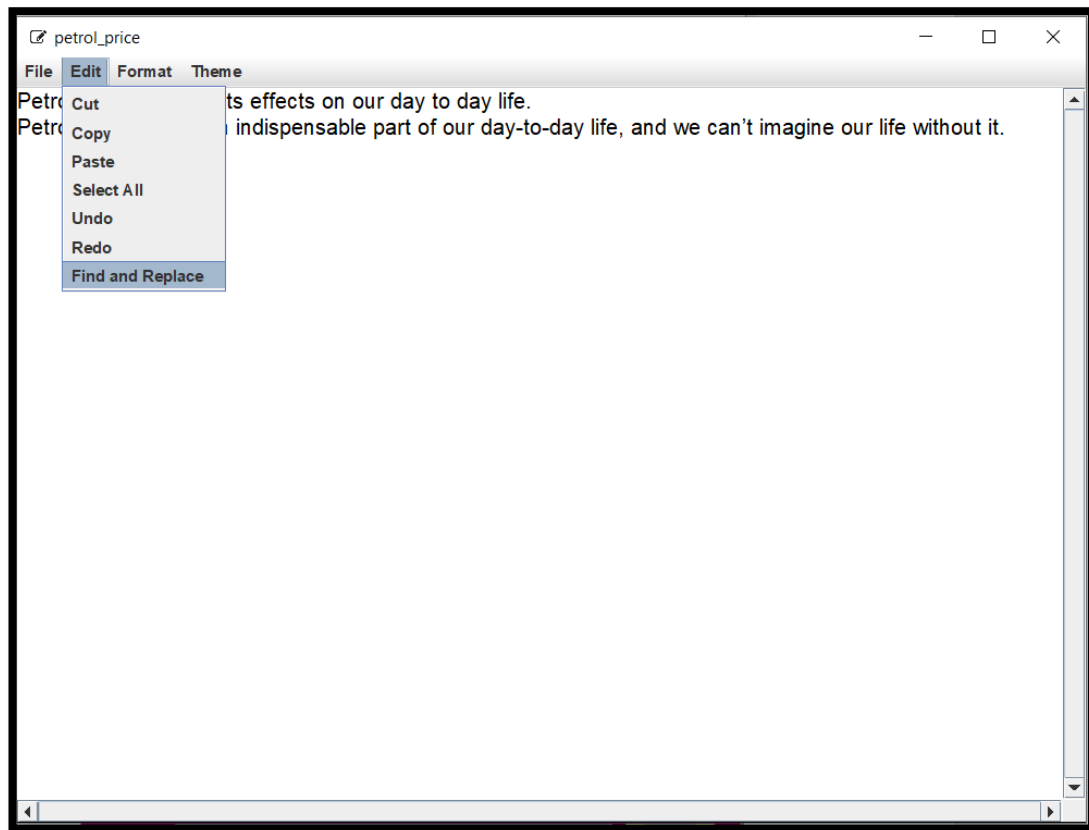 petrol_price
File Edit Format Theme
Petr ts effects on our day to day life.
Petr indispensable part of our day-to-day life, and we can’t imagine our life without it.
Cut
Copy
Paste
Select All
Undo
Redo
Find and Replace